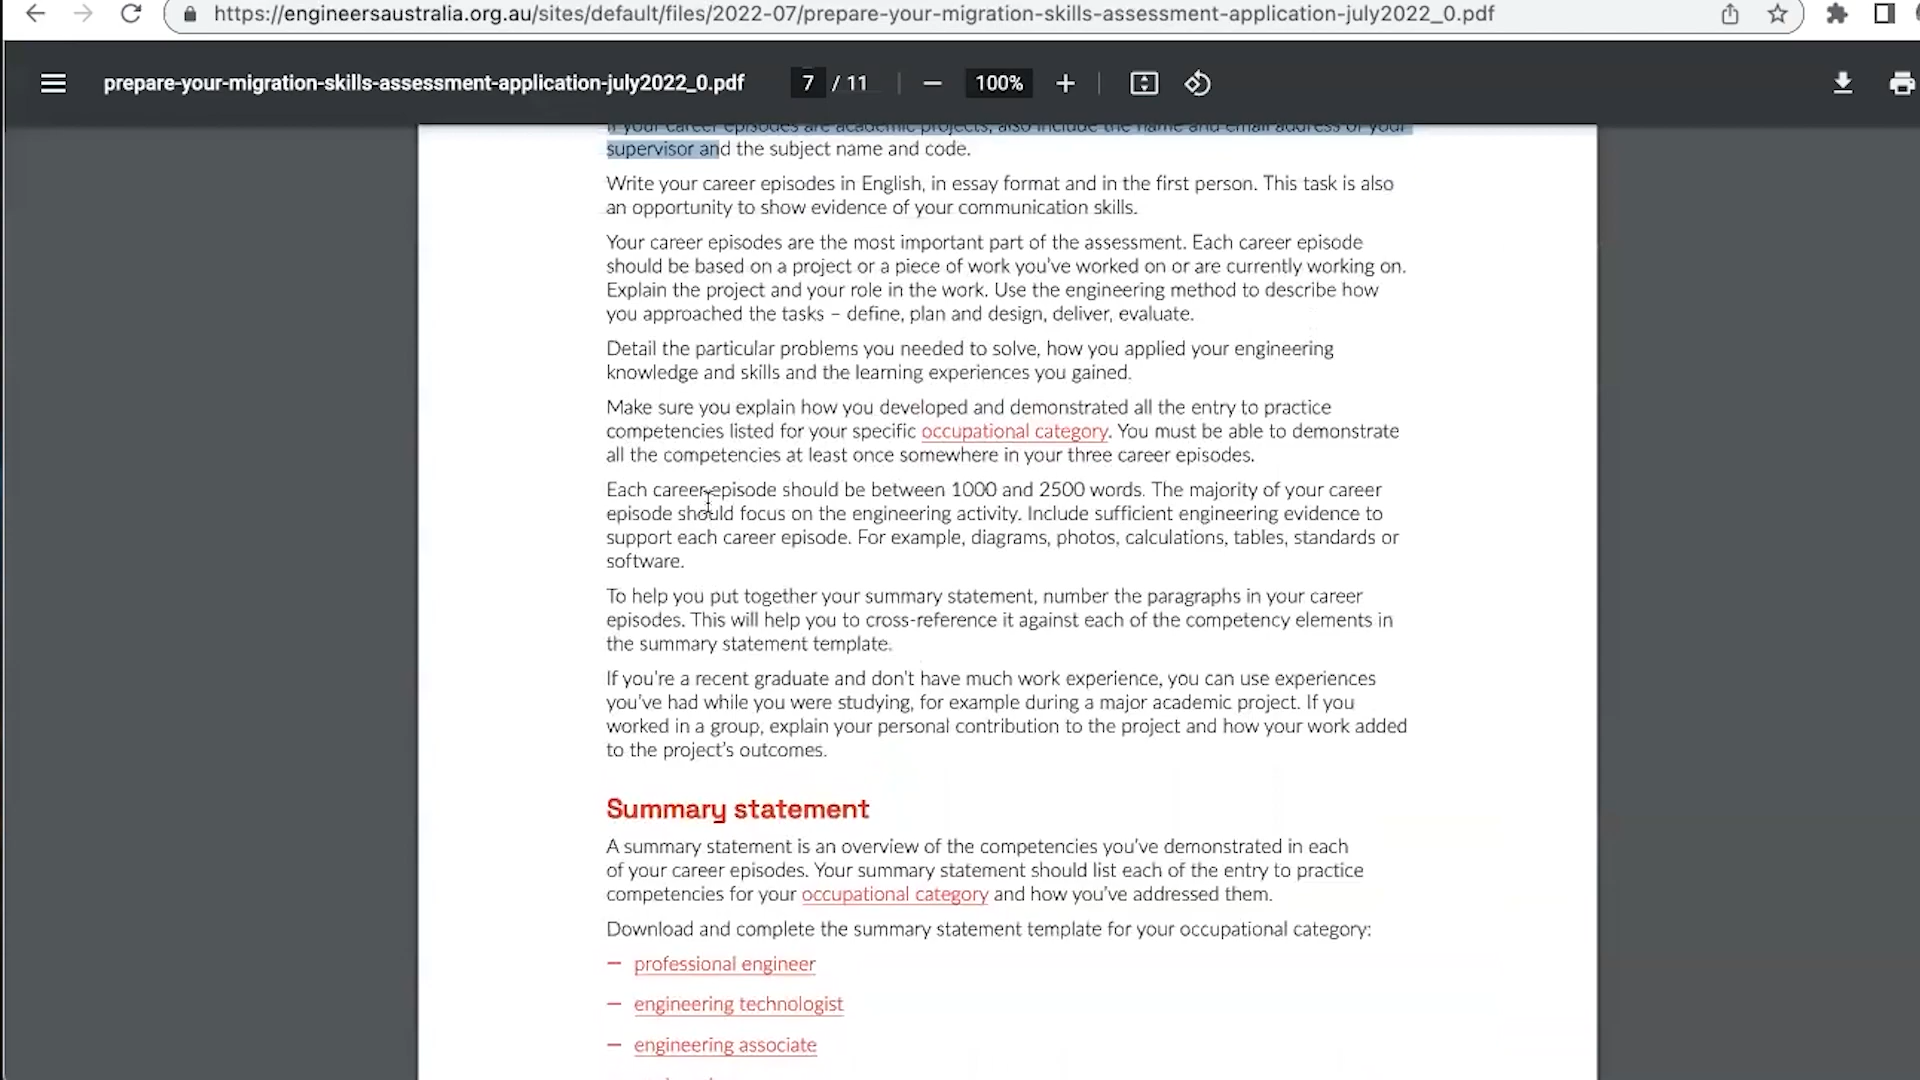 https://engineersaustralia.org.au/sites/default/files/2022-07/prepare-your-migration-skills-assessment-application-july2022_0.pdf
prepare-your-migration-skills-assessment-application-july2022_0.pdf 7 / 11 100%
If your career episodes are academic projects, also include the name and email address of your
supervisor and the subject name and code.
Write your career episodes in English, in essay format and in the first person. This task is also
an opportunity to show evidence of your communication skills.
Your career episodes are the most important part of the assessment. Each career episode
should be based on a project or a piece of work you've worked on or are currently working on.
Explain the project and your role in the work. Use the engineering method to describe how
you approached the tasks – define, plan and design, deliver, evaluate.
Detail the particular problems you needed to solve, how you applied your engineering
knowledge and skills and the learning experiences you gained.
Make sure you explain how you developed and demonstrated all the entry to practice
competencies listed for your specific occupational category. You must be able to demonstrate
all the competencies at least once somewhere in your three career episodes.
Each career episode should be between 1000 and 2500 words. The majority of your career
episode should focus on the engineering activity. Include sufficient engineering evidence to
support each career episode. For example, diagrams, photos, calculations, tables, standards or
software.
To help you put together your summary statement, number the paragraphs in your career
episodes. This will help you to cross-reference it against each of the competency elements in
the summary statement template.
If you're a recent graduate and don't have much work experience, you can use experiences
you've had while you were studying, for example during a major academic project. If you
worked in a group, explain your personal contribution to the project and how your work added
to the project's outcomes.
Summary statement
A summary statement is an overview of the competencies you've demonstrated in each
of your career episodes. Your summary statement should list each of the entry to practice
competencies for your occupational category and how you've addressed them.
Download and complete the summary statement template for your occupational category:
— professional engineer
— engineering technologist
— engineering associate